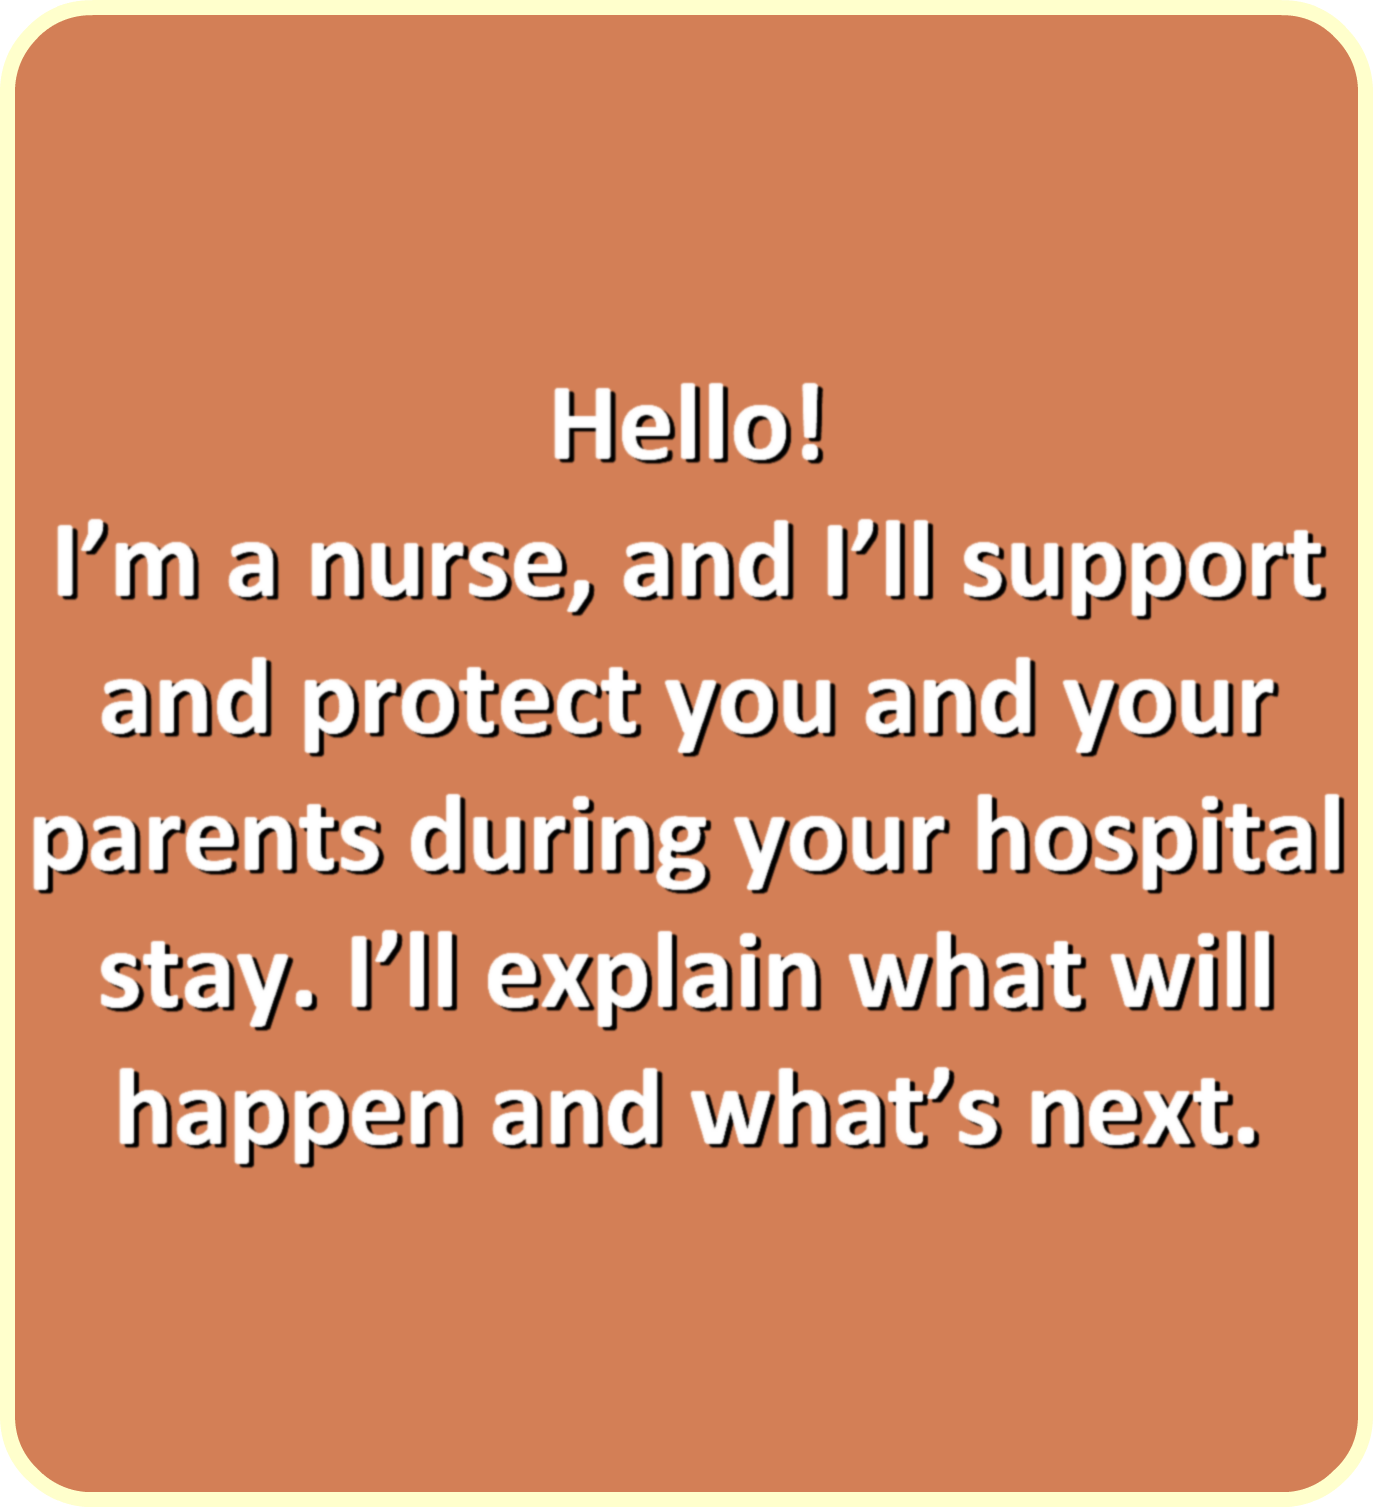 Hello!
I’m a nurse, and I’ll support
and protect you and your
parents during your hospital
stay. I’ll explain what will
happen and what’s next.